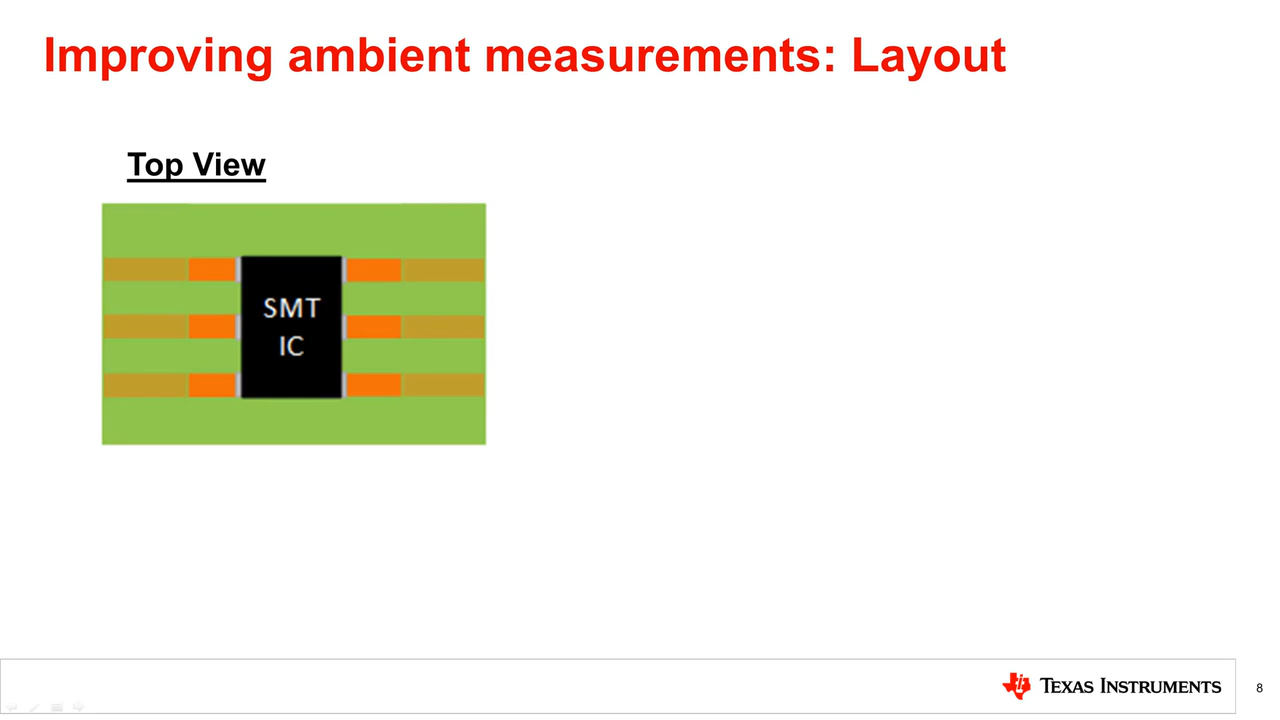 Improving ambient measurements: Layout
Top View
SMT
IC
TEXAS INSTRUMENTS
8